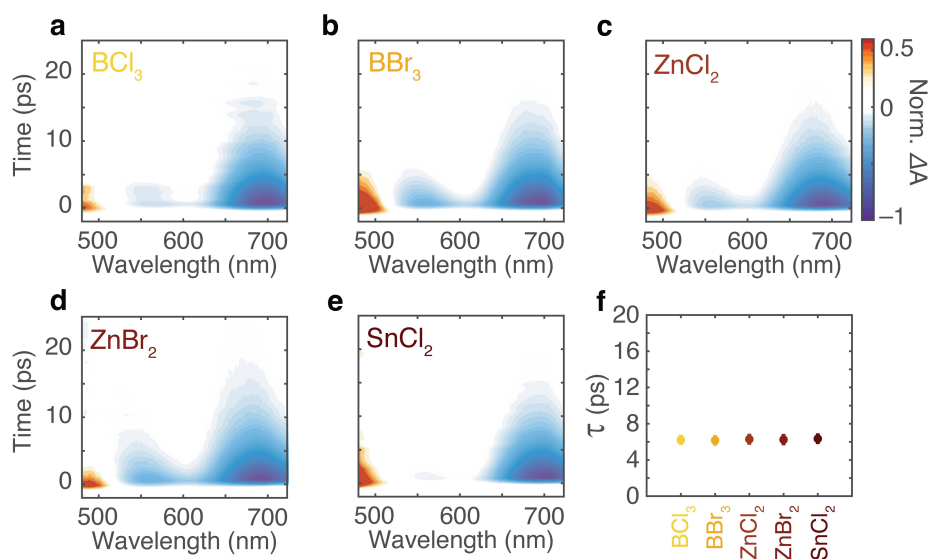 a
BCl3
Time (ps)
20
10
0
500 600 700
Wavelength (nm)
b
BBr3
500 600 700
Wavelength (nm)
c
ZnCl2
500 600 700
Wavelength (nm)
0.5
0
−1
Norm. ΔA
d
ZnBr2
Time (ps)
20
10
0
500 600 700
Wavelength (nm)
e
SnCl2
500 600 700
Wavelength (nm)
f
τ (ps)
20
16
12
8
4
0
BCl3
BBr3
ZnCl2
ZnBr2
SnCl2